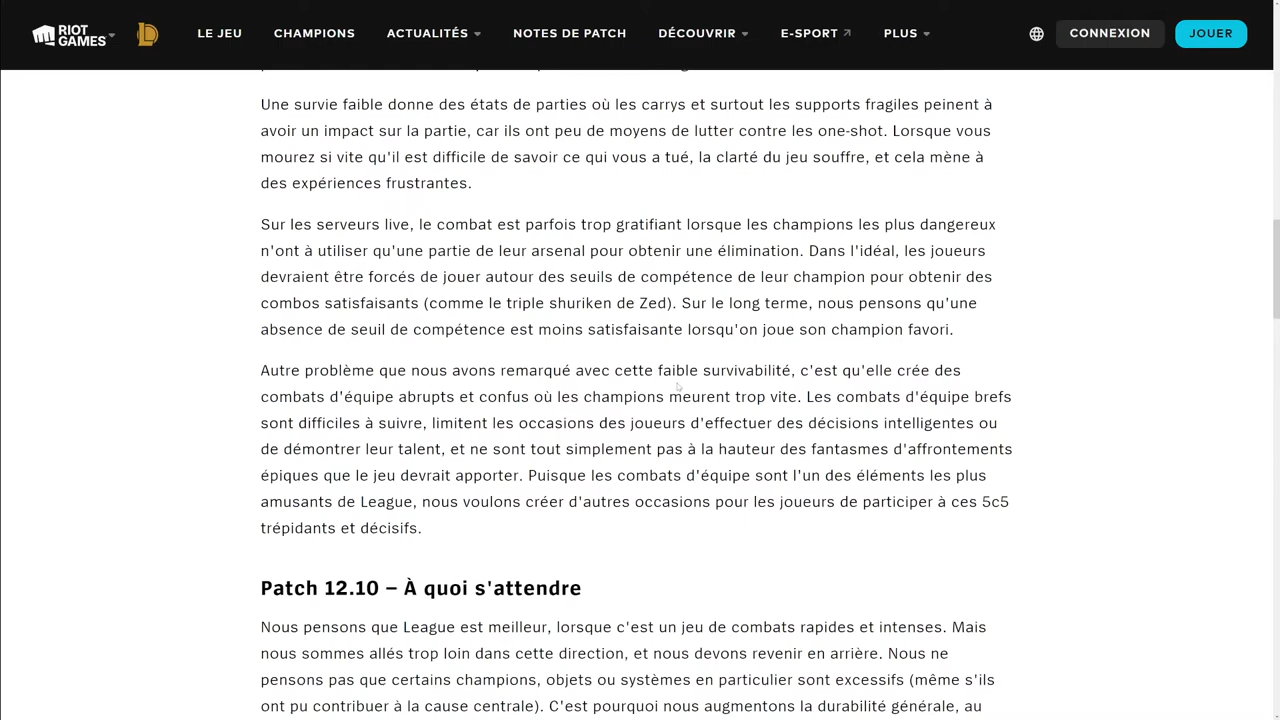 RIOT GAMES
LE JEU
CHAMPIONS
ACTUALITÉS
NOTES DE PATCH
DÉCOUVRIR
E-SPORT
PLUS
CONNEXION
JOUER
Une survie faible donne des états de parties où les carrys et surtout les supports fragiles peinent à
avoir un impact sur la partie, car ils ont peu de moyens de lutter contre les one-shot. Lorsque vous
mourez si vite qu'il est difficile de savoir ce qui vous a tué, la clarté du jeu souffre, et cela mène à
des expériences frustrantes.
Sur les serveurs live, le combat est parfois trop gratifiant lorsque les champions les plus dangereux
n'ont à utiliser qu'une partie de leur arsenal pour obtenir une élimination. Dans l'idéal, les joueurs
devraient être forcés de jouer autour des seuils de compétence de leur champion pour obtenir des
combos satisfaisants (comme le triple shuriken de Zed). Sur le long terme, nous pensons qu'une
absence de seuil de compétence est moins satisfaisante lorsqu'on joue son champion favori.
Autre problème que nous avons remarqué avec cette faible survivabilité, c'est qu'elle crée des
combats d'équipe abrupts et confus où les champions meurent trop vite. Les combats d'équipe brefs
sont difficiles à suivre, limitent les occasions des joueurs d'effectuer des décisions intelligentes ou
de démontrer leur talent, et ne sont tout simplement pas à la hauteur des fantasmes d'affrontements
épiques que le jeu devrait apporter. Puisque les combats d'équipe sont l'un des éléments les plus
amusants de League, nous voulons créer d'autres occasions pour les joueurs de participer à ces 5c5
trépidants et décisifs.
Patch 12.10 – À quoi s'attendre
Nous pensons que League est meilleur, lorsque c'est un jeu de combats rapides et intenses. Mais
nous sommes allés trop loin dans cette direction, et nous devons revenir en arrière. Nous ne
pensons pas que certains champions, objets ou systèmes en particulier sont excessifs (même s'ils
ont pu contribuer à la cause centrale). C'est pourquoi nous augmentons la durabilité générale, au